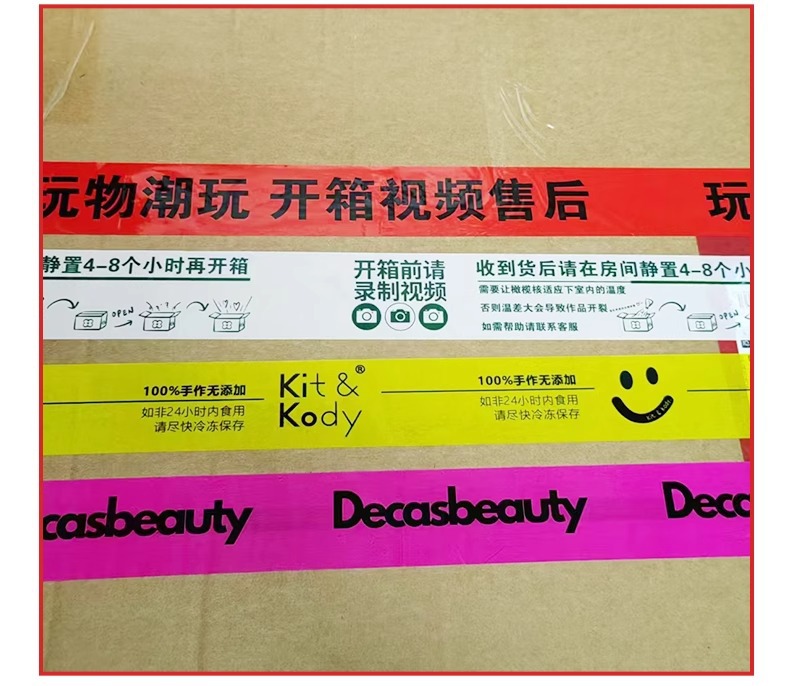 玩物潮玩 开箱视频售后 玩
静置4-8个小时再开箱
OPEN
开箱前请
录制视频
收到货后请在房间静置4-8个小
需要让橄榄核适应下室内的温度
否则温差大会导致作品开裂
如需帮助请联系客服
OPEN
100%手作无添加
如非24小时内食用
请尽快冷冻保存
Kit &®
Kody
100%手作无添加
如非24小时内食用
请尽快冷冻保存
Kit & Kody
casbeauty Decasbeauty Deca